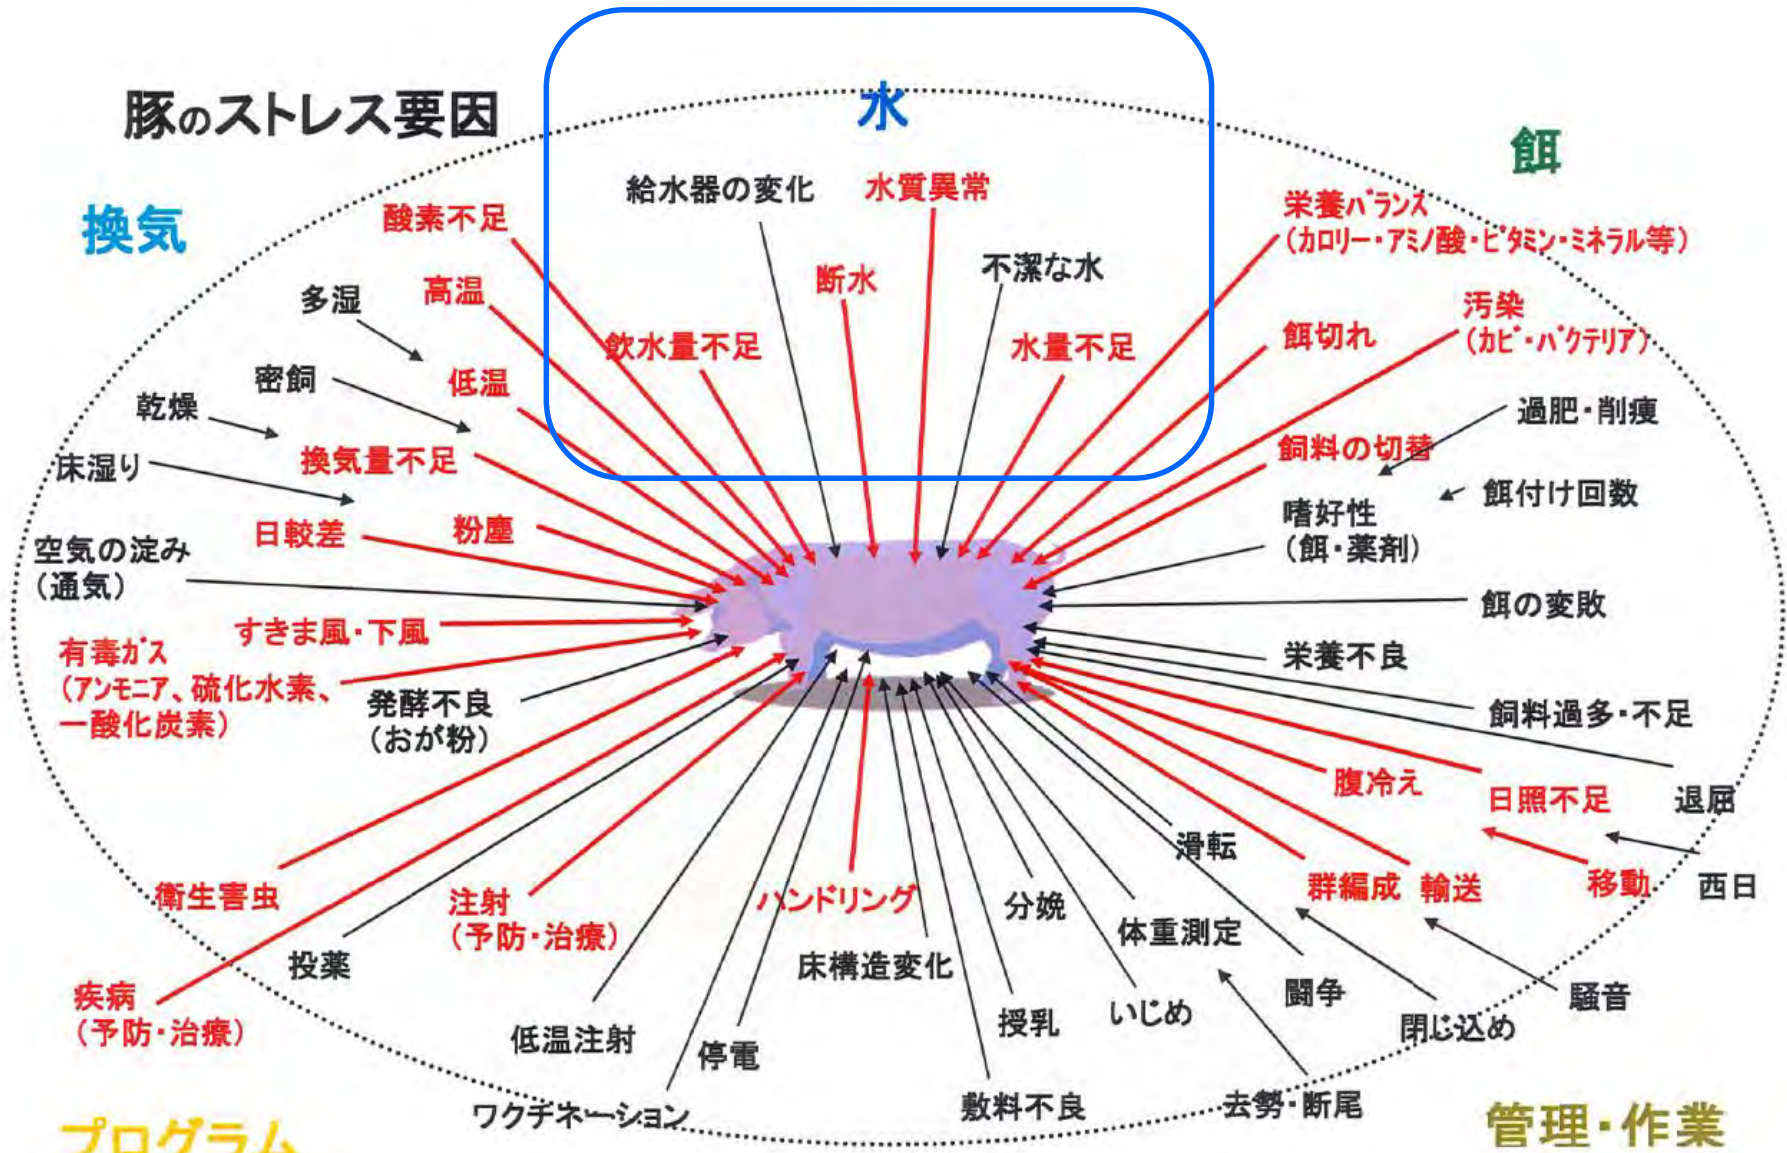 豚のストレス要因
水
餌
換気
給水器の変化
水質異常
酸素不足
栄養バランス
（カロリー・アミノ酸・ビタミン・ミネラル等）
断水
不潔な水
高温
多湿
汚染
（カビ・バクテリア）
飲水量不足
水量不足
餌切れ
密飼
低温
乾燥
過肥・削痩
床湿り
換気量不足
飼料の切替
餌付け回数
嗜好性
（餌・薬剤）
日較差
粉塵
空気の淀み
（通気）
餌の変敗
すきま風・下風
有毒ガス
（アンモニア、硫化水素、
一酸化炭素）
発酵不良
（おが粉）
栄養不良
飼料過多・不足
腹冷え
日照不足
退屈
滑転
衛生害虫
注射
（予防・治療）
ハンドリング
分娩
体重測定
群編成
輸送
移動
西日
投薬
床構造変化
疾病
（予防・治療）
低温注射
停電
授乳
いじめ
闘争
閉じ込め
騒音
ワクチネーション
敷料不良
去勢・断尾
プログラム
管理・作業